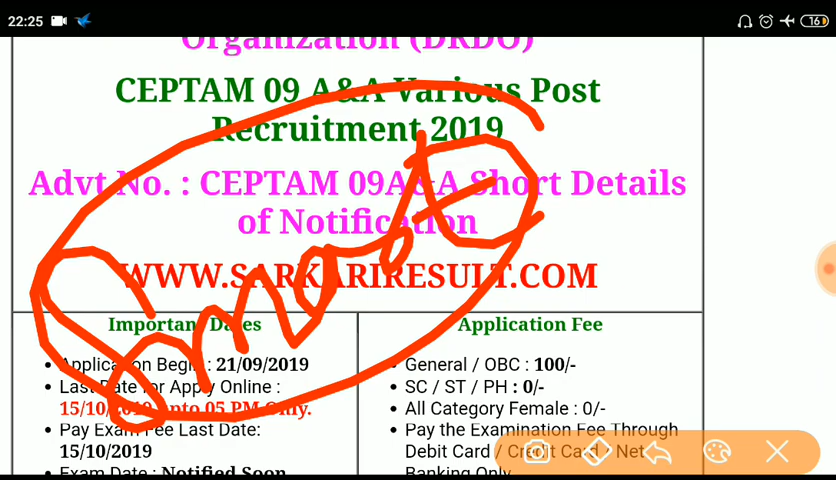 22:25
16
Organization (DRDO)
CEPTAM 09 A&A Various Post
Recruitment 2019
Advt No. : CEPTAM 09A&A Short Details
of Notification
WWW.SARKARIRESULT.COM
Important Dates
Application Begin : 21/09/2019
Last Date for Apply Online :
15/10/2019 upto 05 PM Only.
Pay Exam Fee Last Date:
15/10/2019
Exam Date : Notified Soon
Application Fee
General / OBC : 100/-
SC / ST / PH : 0/-
All Category Female : 0/-
Pay the Examination Fee Through
Debit Card / Credit Card / Net
Banking Only